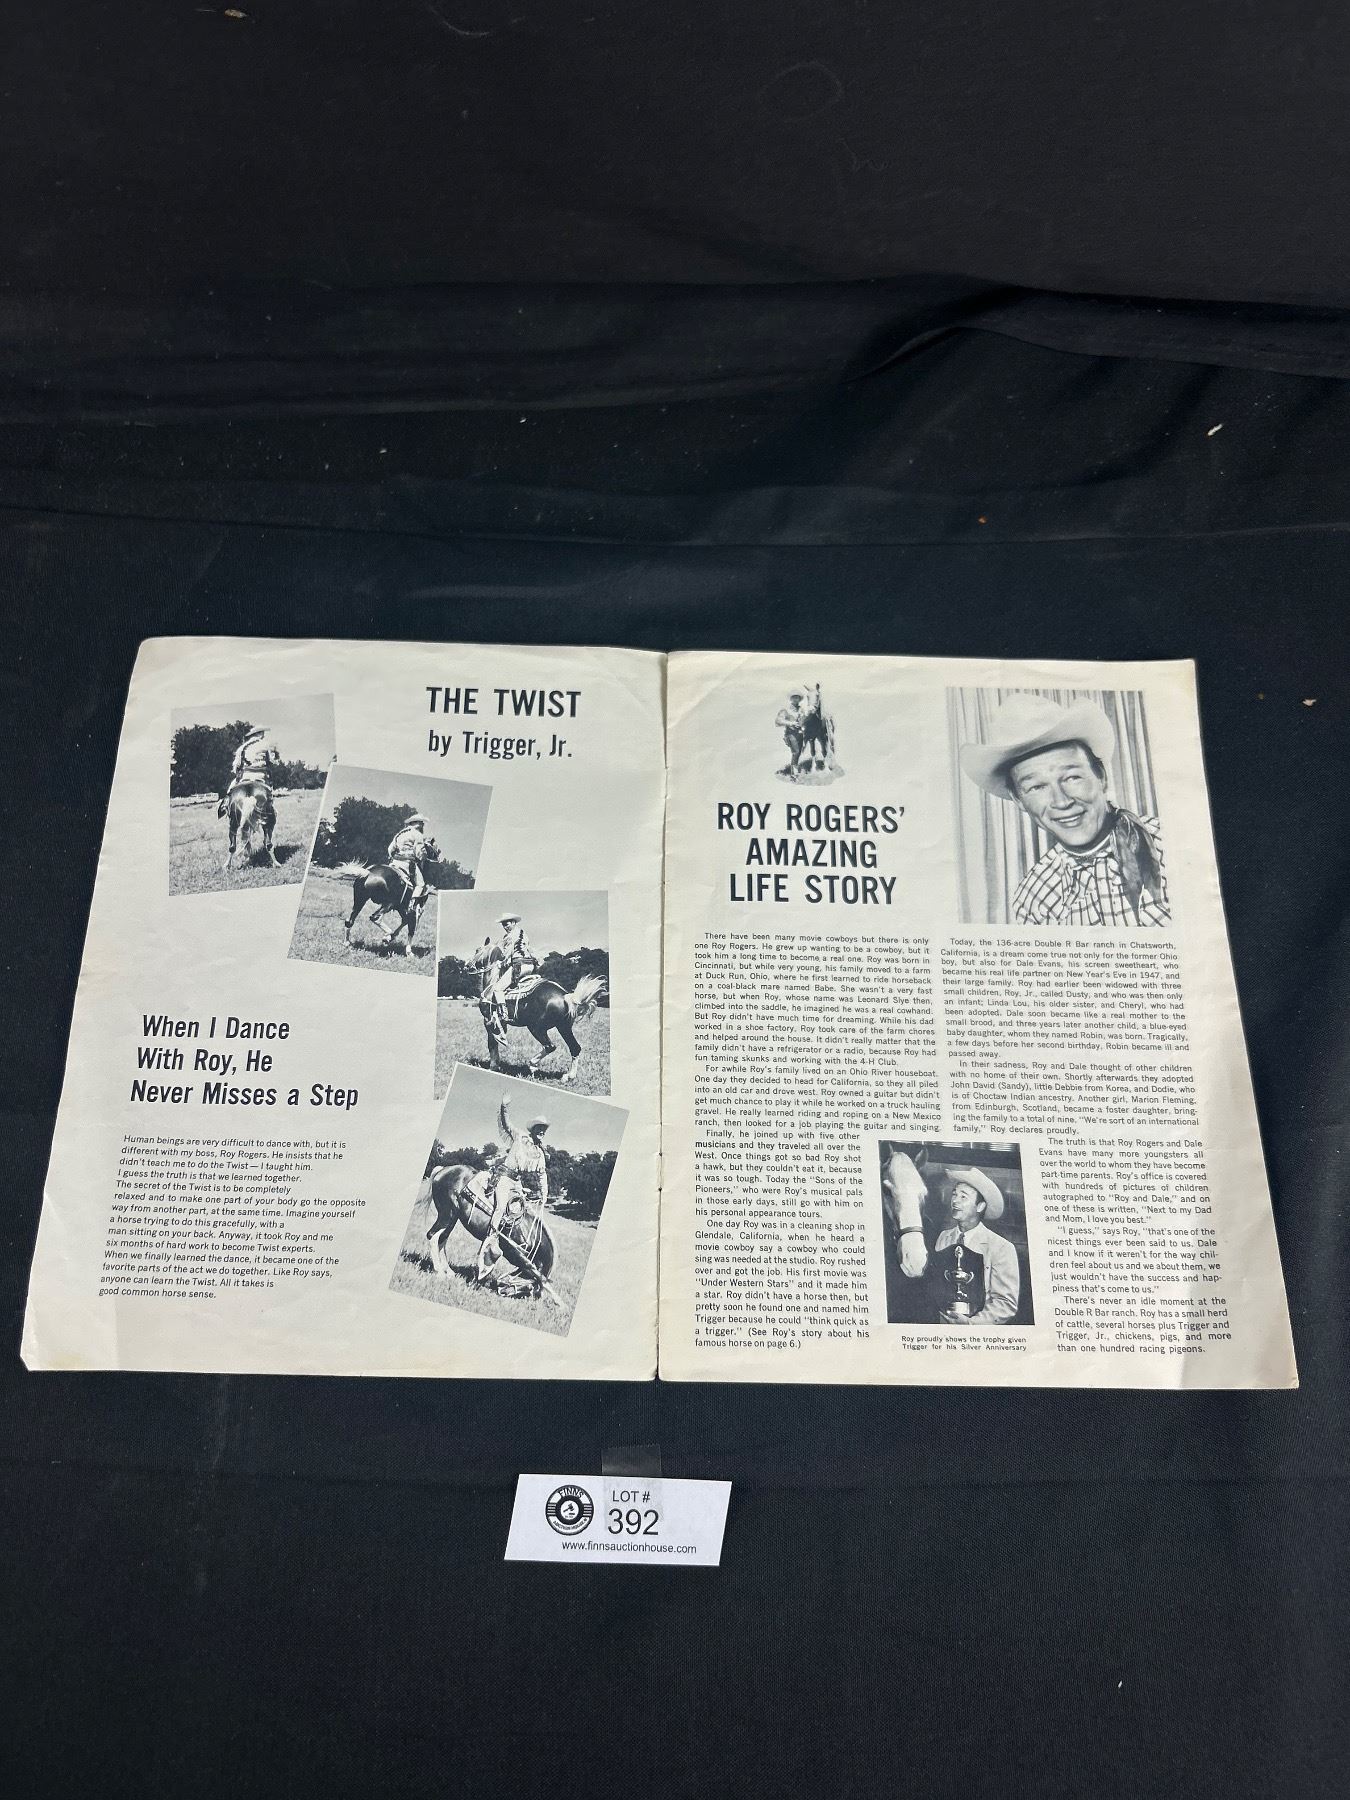 THE TWIST
by Trigger, Jr.
When I Dance
With Roy, He
Never Misses a Step
Human beings are very difficult to dance with, but it is
different with my boss, Roy Rogers. He insists that he
didn't teach me to do the Twist — I taught him.
I guess the truth is that we learned together.
The secret of the Twist is to be completely
relaxed and to make one part of your body go the opposite
way from another part, at the same time. Imagine yourself
a horse trying to do this gracefully, with a
man sitting on your back. Anyway, it took Roy and me
six months of hard work to become Twist experts.
When we finally learned the dance, it became one of the
favorite parts of the act we do together. Like Roy says,
anyone can learn the Twist. All it takes is
good common horse sense.
ROY ROGERS'
AMAZING
LIFE STORY
There have been many movie cowboys but there is only
one Roy Rogers. He grew up wanting to be a cowboy, but it
took him a long time to become a real one. Roy was born in
Cincinnati, but while very young, his family moved to a farm
at Duck Run, Ohio, where he first learned to ride horseback
on a coal-black mare named Babe. She wasn't a very fast
horse, but when Roy, whose name was Leonard Slye then,
climbed into the saddle, he imagined he was a real cowhand.
But Roy didn't have much time for dreaming. While his dad
worked in a shoe factory, Roy took care of the farm chores
and helped around the house. It didn't really matter that the
family didn't have a refrigerator or a radio, because Roy had
fun taming skunks and working with the 4-H Club.
For awhile Roy's family lived on an Ohio River houseboat.
One day they decided to head for California, so they all piled
into an old car and drove west. Roy owned a guitar but didn't
get much chance to play it while he worked on a truck hauling
gravel. He really learned riding and roping on a New Mexico
ranch, then looked for a job playing the guitar and singing.
Finally, he joined up with five other
musicians and they traveled all over the
West. Once things got so bad Roy shot
a hawk, but they couldn't eat it, because
it was so tough. Today the "Sons of the
Pioneers," who were Roy's musical pals
in those early days, still go with him on
his personal appearance tours.
One day Roy was in a cleaning shop in
Glendale, California, when he heard a
movie cowboy say a cowboy who could
sing was needed at the studio. Roy rushed
over and got the job. His first movie was
"Under Western Stars" and it made him
a star. Roy didn't have a horse then, but
pretty soon he found one and named him
Trigger because he could "think quick as
a trigger." (See Roy's story about his
famous horse on page 6.)
Today, the 136-acre Double R Bar ranch in Chatsworth,
California, is a dream come true not only for the former Ohio
boy, but also for Dale Evans, his screen sweetheart, who
became his real life partner on New Year's Eve in 1947, and
their large family. Roy had earlier been widowed with three
small children, Roy, Jr., called Dusty, and who was then only
an infant; Linda Lou, his older sister, and Cheryl, who had
been adopted. Dale soon became like a real mother to the
small brood, and three years later another child, a blue-eyed
baby daughter, whom they named Robin, was born. Tragically,
a few days before her second birthday, Robin became ill and
passed away.
In their sadness, Roy and Dale thought of other children
with no home of their own. Shortly afterwards they adopted
John David (Sandy), little Debbie from Korea, and Dodie, who
is of Choctaw Indian ancestry. Another girl, Marion Fleming,
from Edinburgh, Scotland, became a foster daughter, bring-
ing the family to a total of nine. "We're sort of an international
family," Roy declares proudly.
The truth is that Roy Rogers and Dale
Evans have many more youngsters all
over the world to whom they have become
part-time parents. Roy's office is covered
with hundreds of pictures of children
autographed to "Roy and Dale," and on
one of these is written, "Next to my Dad
and Mom, I love you best."
"I guess," says Roy, "that's one of the
nicest things ever been said to us. Dale
and I know if it weren't for the way chil-
dren feel about us and we about them, we
just wouldn't have the success and hap-
piness that's come to us."
There's never an idle moment at the
Double R Bar ranch. Roy has a small herd
of cattle, several horses plus Trigger and
Trigger, Jr., chickens, pigs, and more
than one hundred racing pigeons.
Roy proudly shows the trophy given
Trigger for his Silver Anniversary
FINNS
AUCTION HOUSE
LOT #
392
www.finnsauctionhouse.com